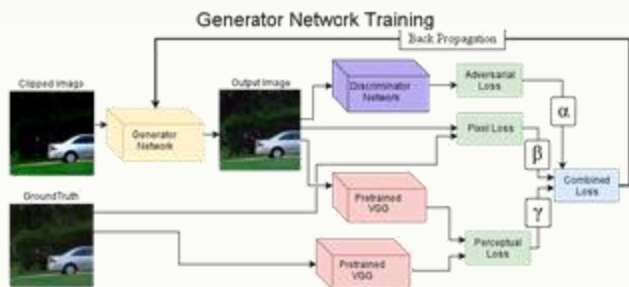 Generator Network Training
Back Propagation
Clipped Image
Output Image
Discriminator
Network
Adversarial
Loss
α
Generator
Network
Pixel Loss
β
GroundTruth
Pretrained
VGG
Combined
Loss
γ
Perceptual
Loss
Pretrained
VGG